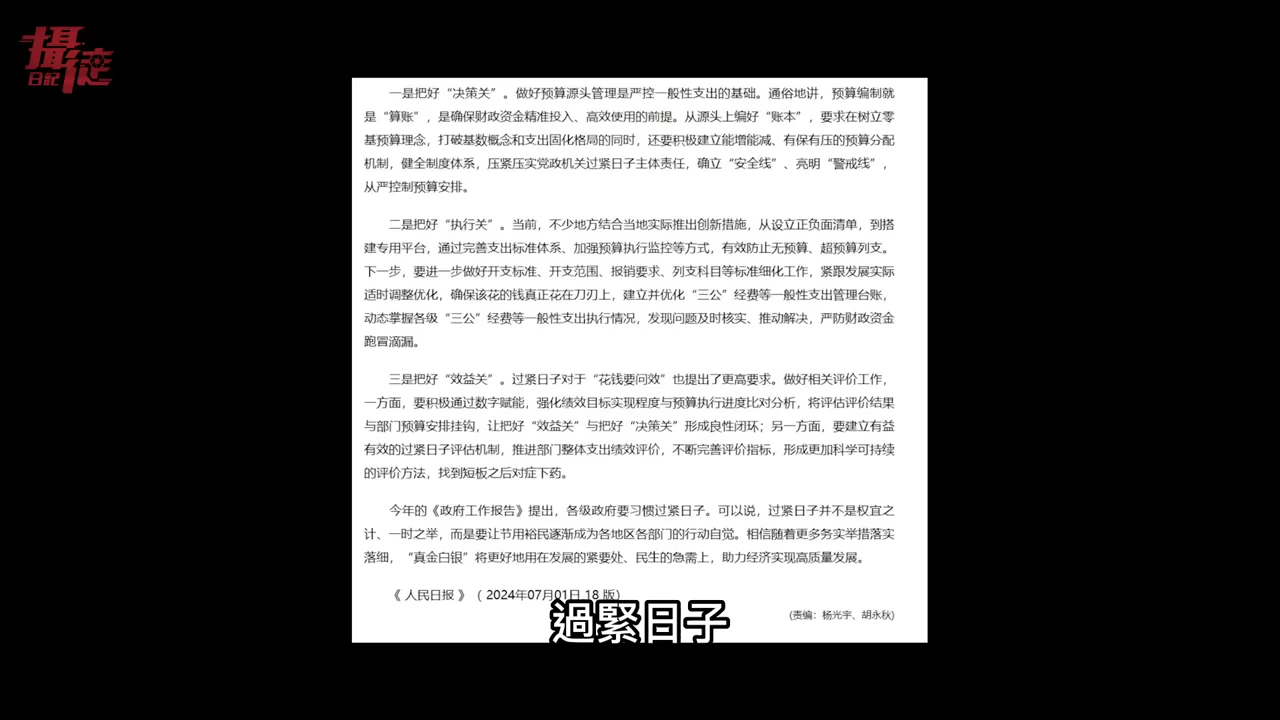 攝徒
日記
一是把好“决策关”。做好预算源头管理是严控一般性支出的基础。通俗地讲，预算编制就
是“算账”，是确保财政资金精准投入、高效使用的前提。从源头上编好“账本”，要求在树立零
基预算理念，打破基数概念和支出固化格局的同时，还要积极建立能增能减、有保有压的预算分配
机制，健全制度体系，压紧压实党政机关过紧日子主体责任，确立“安全线”、亮明“警戒线”，
从严控制预算安排。
二是把好“执行关”。当前，不少地方结合当地实际推出创新措施，从设立正负面清单，到搭
建专用平台，通过完善支出标准体系、加强预算执行监控等方式，有效防止无预算、超预算列支。
下一步，要进一步做好开支标准、开支范围、报销要求、列支科目等标准细化工作，紧跟发展实际
适时调整优化，确保该花的钱真正花在刀刃上，建立并优化“三公”经费等一般性支出管理台账，
动态掌握各级“三公”经费等一般性支出执行情况，发现问题及时核实、推动解决，严防财政资金
跑冒滴漏。
三是把好“效益关”。过紧日子对于“花钱要问效”也提出了更高要求。做好相关评价工作，
一方面，要积极通过数字赋能，强化绩效目标实现程度与预算执行进度比对分析，将评估评价结果
与部门预算安排挂钩，让把好“效益关”与把好“决策关”形成良性闭环；另一方面，要建立有益
有效的过紧日子评估机制，推进部门整体支出绩效评价，不断完善评价指标，形成更加科学可持续
的评价方法，找到短板之后对症下药。
今年的《政府工作报告》提出，各级政府要习惯过紧日子。可以说，过紧日子并不是权宜之
计、一时之举，而是要让节用裕民逐渐成为各地区各部门的行动自觉。相信随着更多务实举措落实
落细，“真金白银”将更好地用在发展的紧要处、民生的急需上，助力经济实现高质量发展。
《 人民日报 》（ 2024年07月01日 18 版）
(责编：杨光宇、胡永秋)
過緊日子